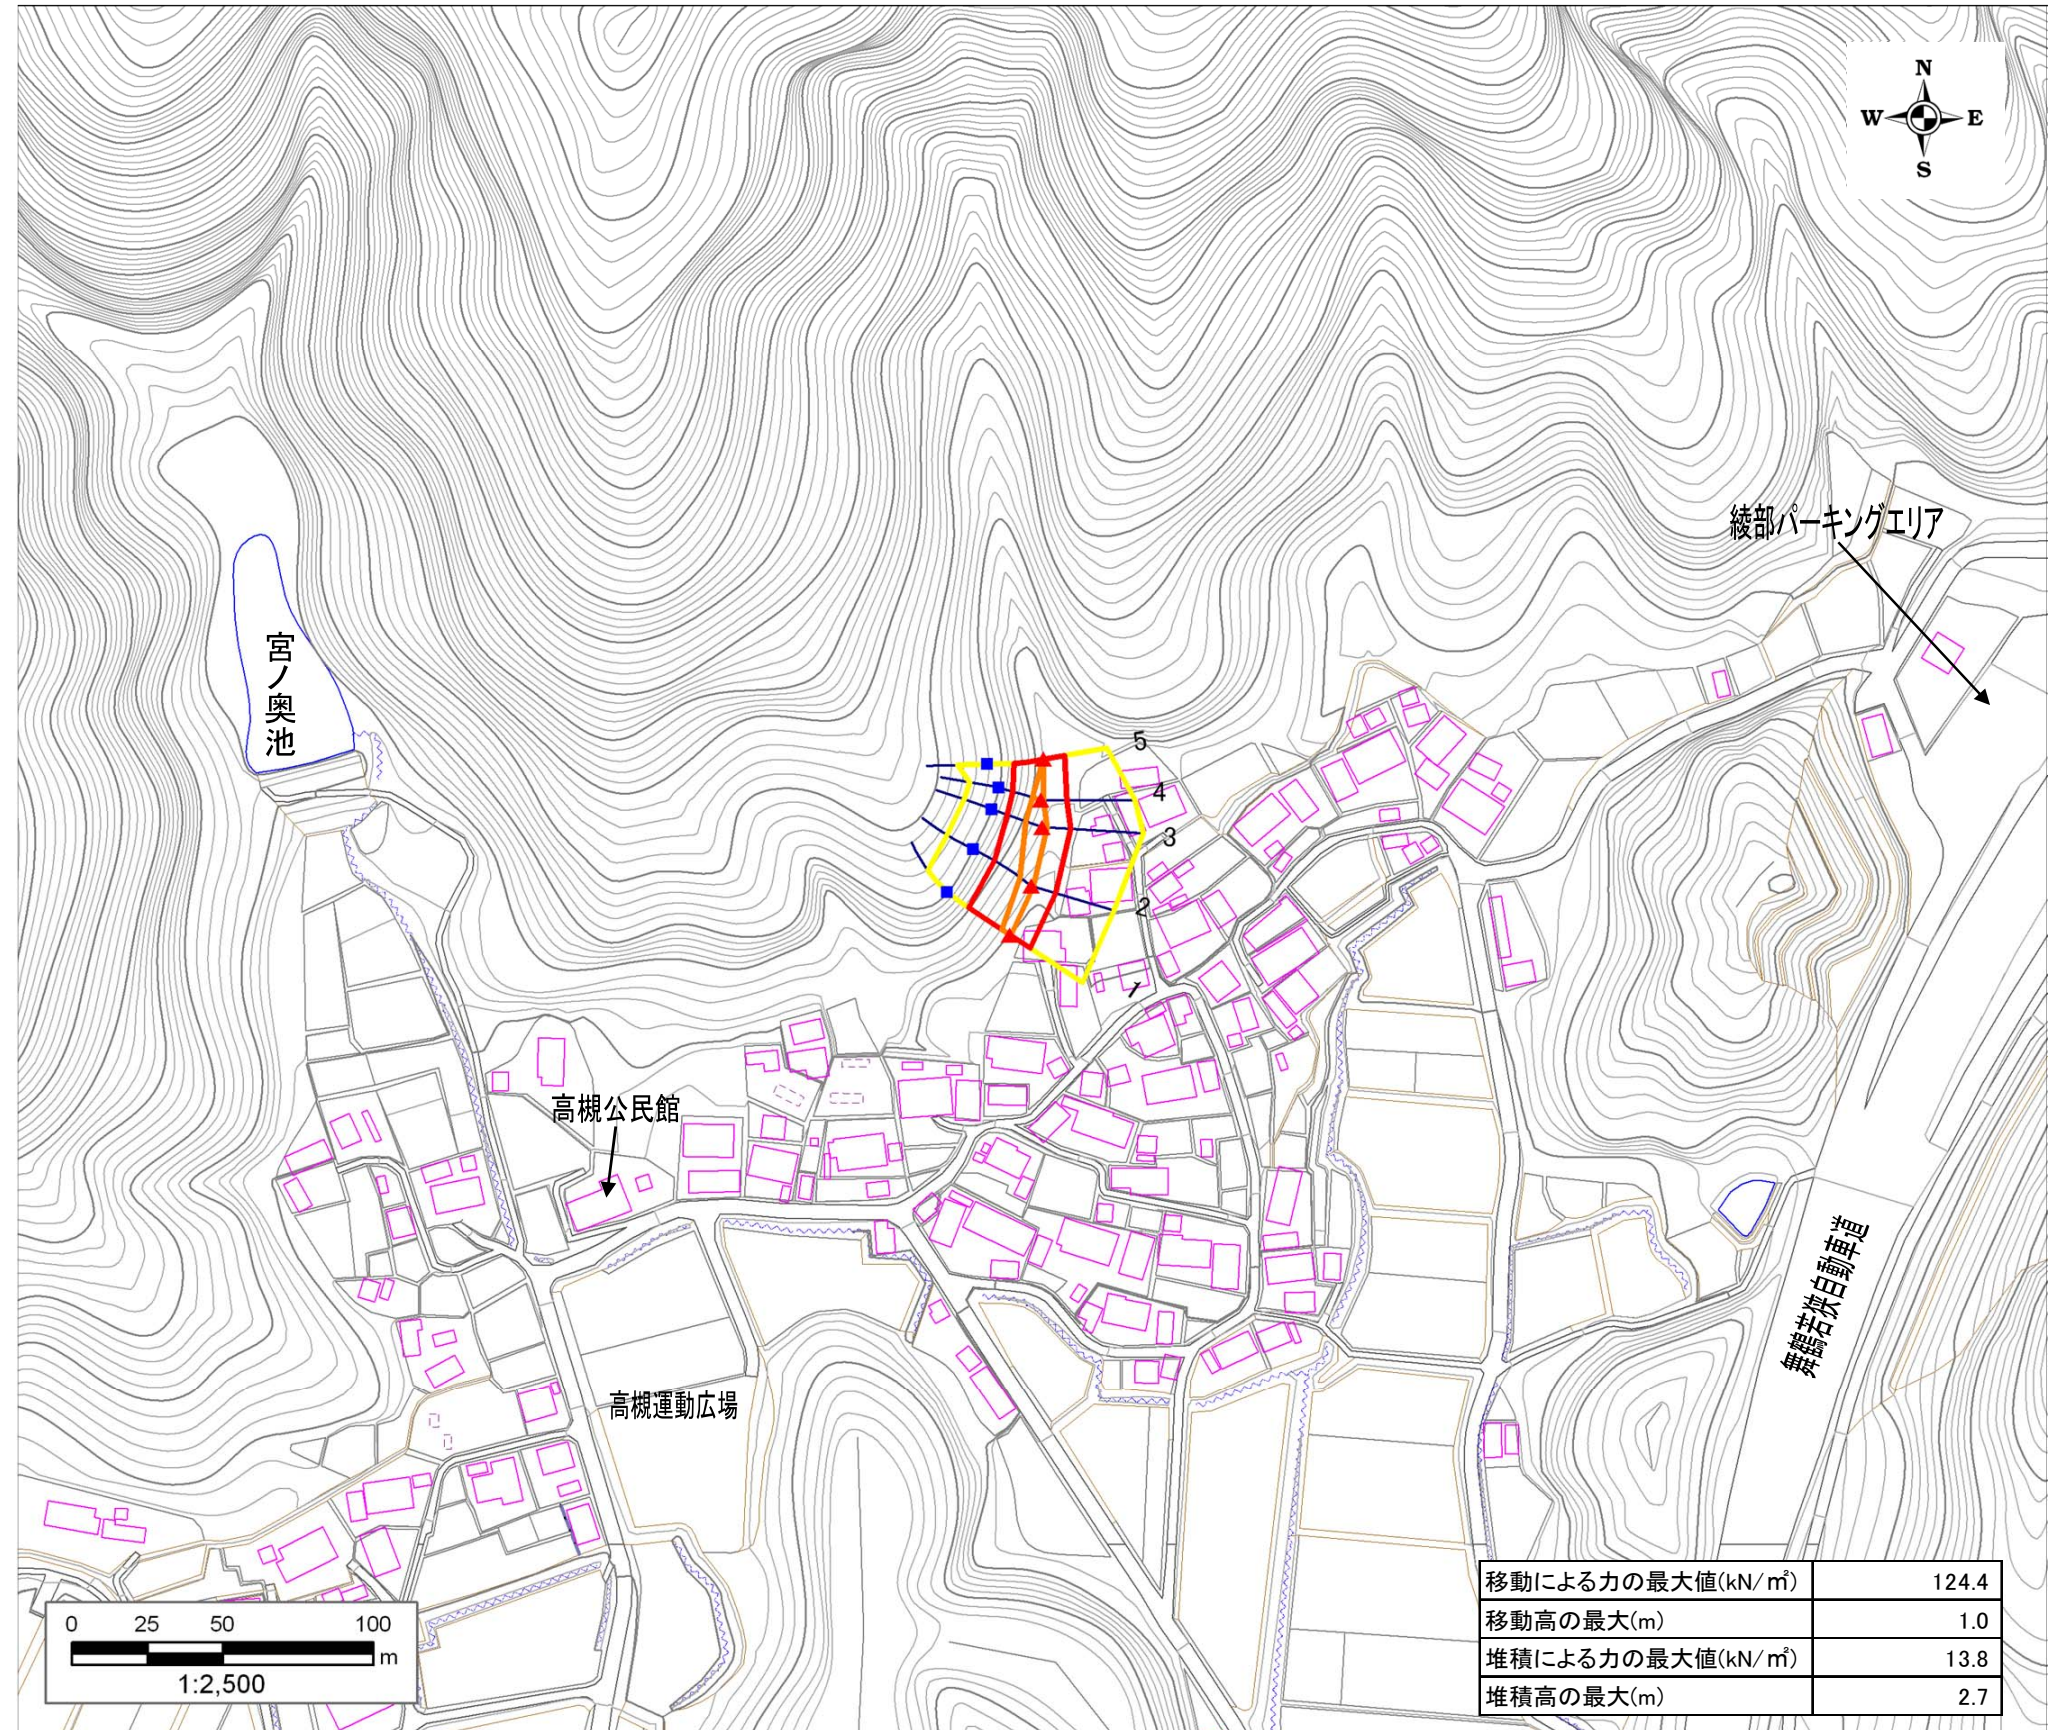 N
W E
S
綾部パーキングエリア
宮ノ奥池
5
4
3
2
1
高槻公民館
舞鶴若狭自動車道
高槻運動広場
移動による力の最大値(kN/㎡) 124.4
移動高の最大(m) 1.0
堆積による力の最大値(kN/㎡) 13.8
堆積高の最大(m) 2.7
0 25 50 100
m
1:2,500